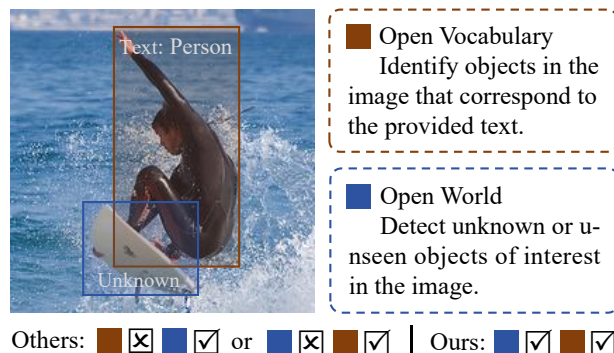 Text: Person
Unknown
Open Vocabulary
Identify objects in the
image that correspond to
the provided text.
Open World
Detect unknown or u-
nseen objects of interest
in the image.
Others: or | Ours: